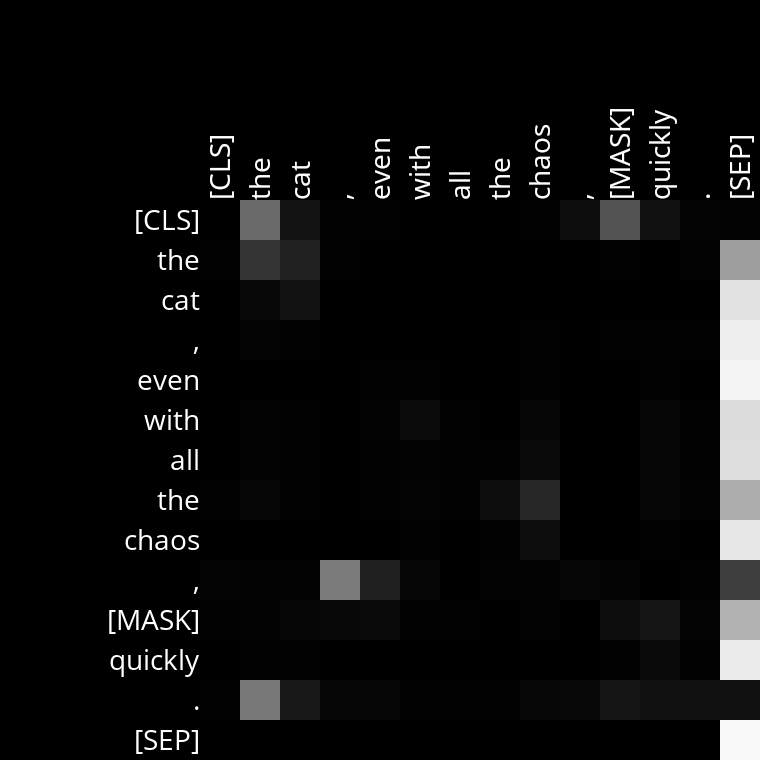 [CLS] the cat , even with all the chaos , [MASK] quickly . [SEP]
[CLS]
the
cat
,
even
with
all
the
chaos
,
[MASK]
quickly
.
[SEP]